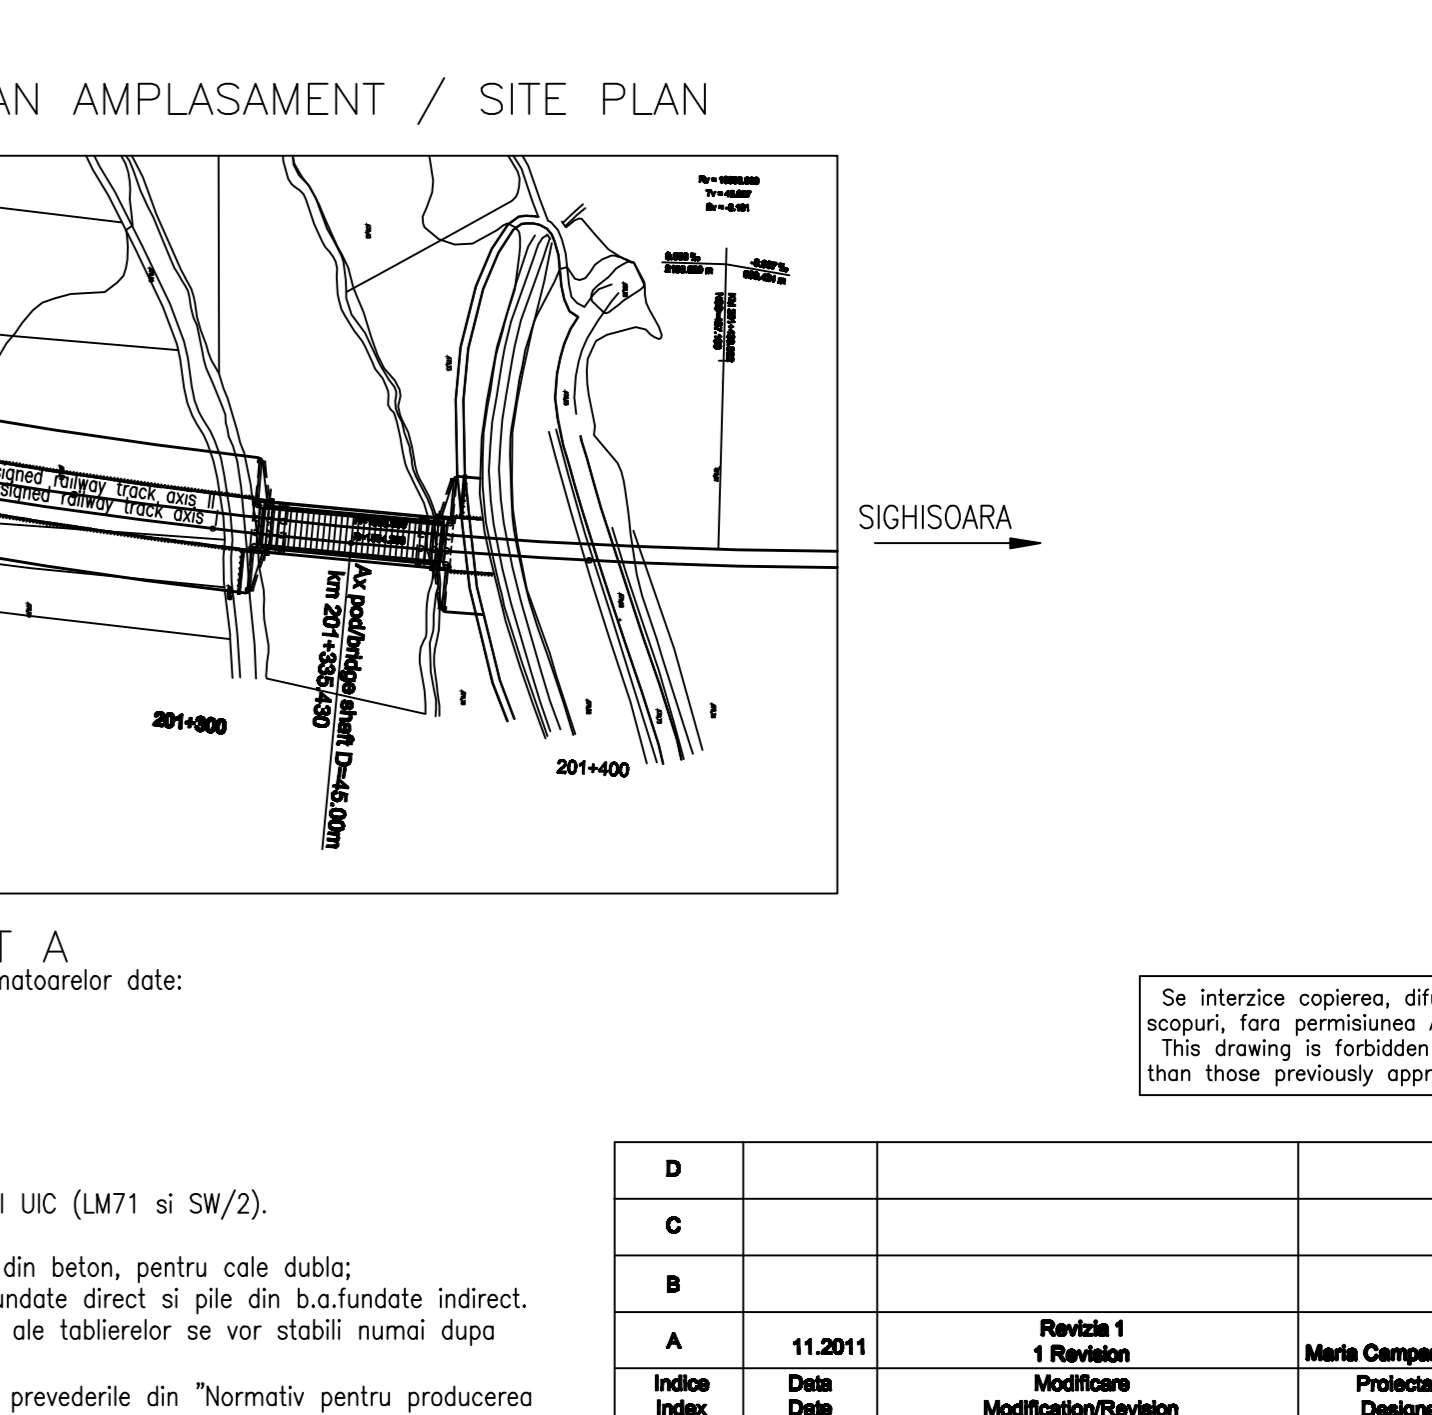 AN AMPLASAMENT / SITE PLAN
signed railway track axis II
signed railway track axis
SIGHISOARA
Ax pod/bridge shaft D=45.00m
km 201+335.430
201+300
201+400
T A
matoarelor date:
Se interzice copierea, difu
scopuri, fara permisiunea A
This drawing is forbidden
than those previously appr
I UIC (LM71 si SW/2).
din beton, pentru cale dubla;
undate direct si pile din b.a.fundate indirect.
ale tablierelor se vor stabili numai dupa
prevederile din "Normativ pentru producerea
D
C
B
A 11.2011 Revizia 1
1 Revision Maria Campea
Indice Data Modificare Proiecta
Index Date Modification/Revision Designe